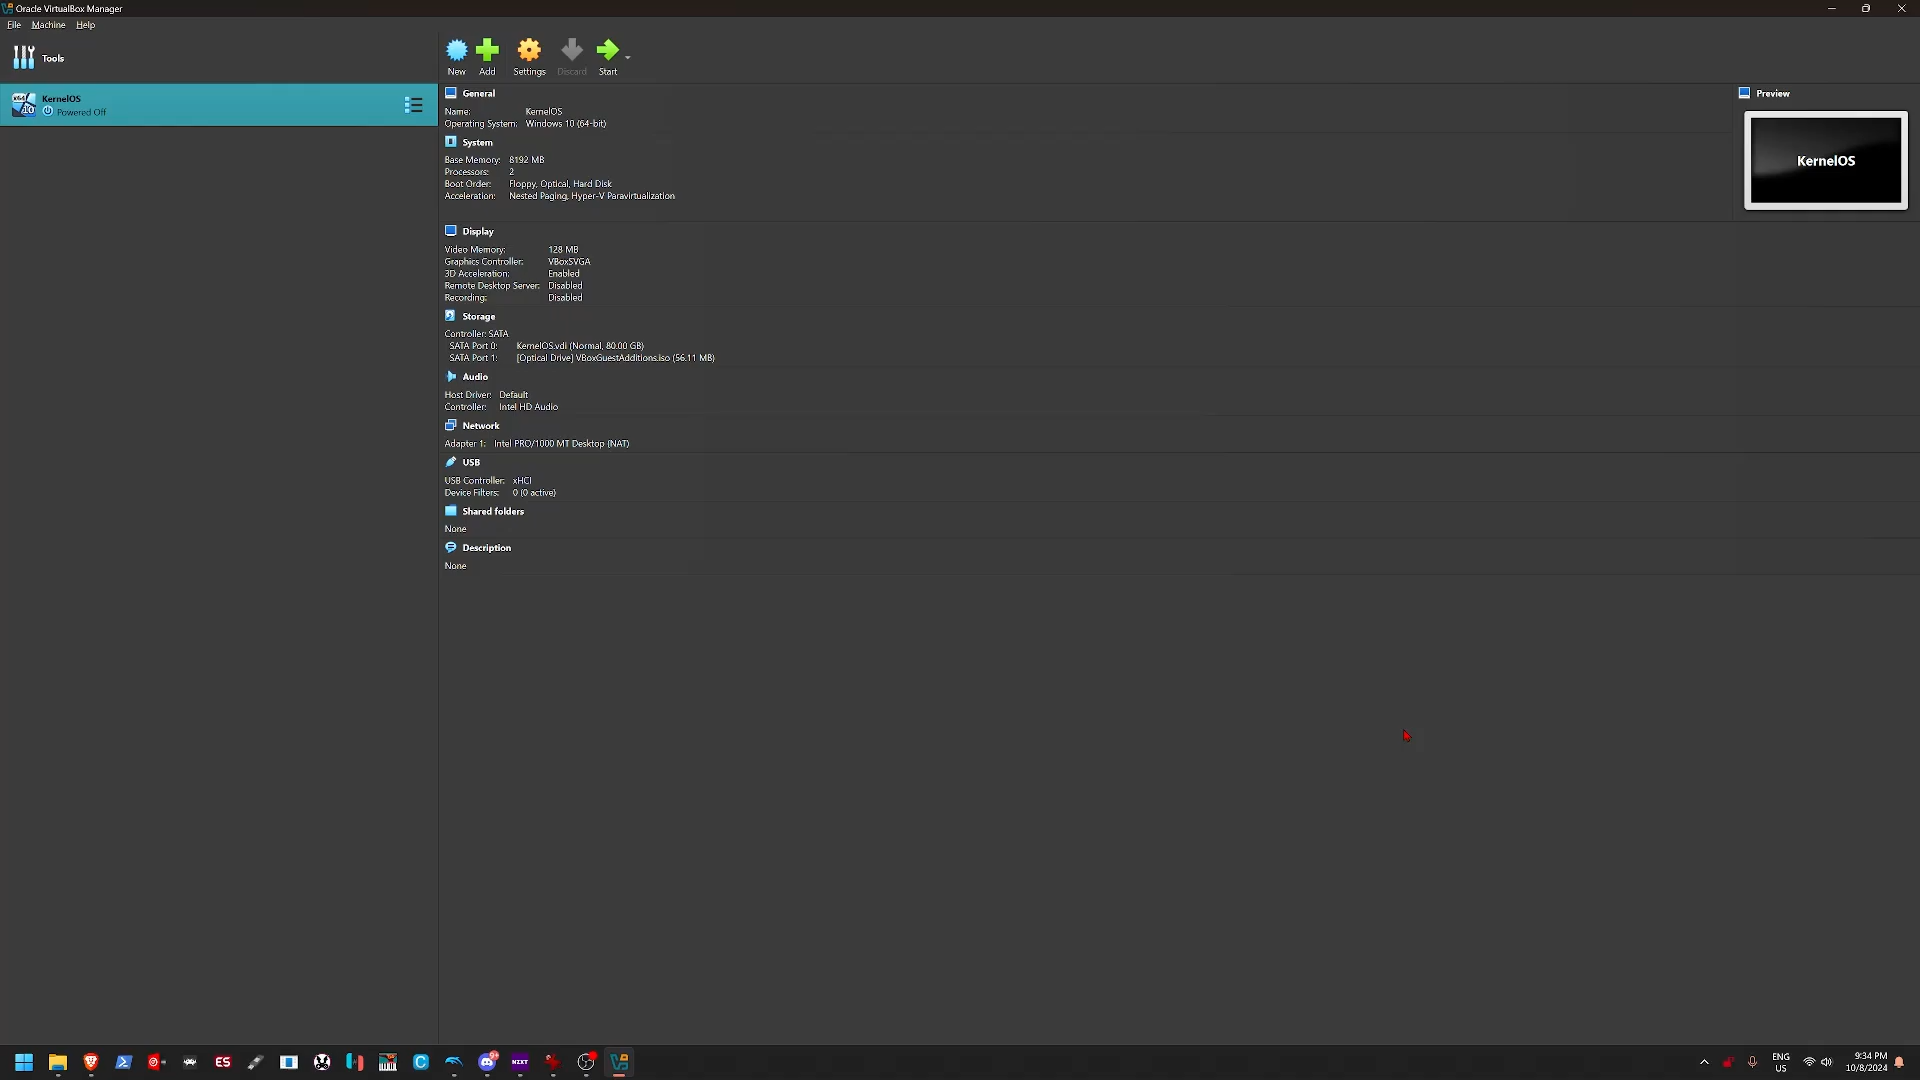 Oracle VirtualBox Manager
File Machine Help
Tools
New Add Settings Discard Start
KernelOS
Powered Off
General
Name: KernelOS
Operating System: Windows 10 (64-bit)
System
Base Memory: 8192 MB
Processors: 2
Boot Order: Floppy, Optical, Hard Disk
Acceleration: Nested Paging, Hyper-V Paravirtualization
Display
Video Memory: 128 MB
Graphics Controller: VBoxSVGA
3D Acceleration: Enabled
Remote Desktop Server: Disabled
Recording: Disabled
Storage
Controller: SATA
SATA Port 0: KernelOS.vdi (Normal, 80.00 GB)
SATA Port 1: [Optical Drive] VBoxGuestAdditions.iso (56.11 MB)
Audio
Host Driver: Default
Controller: Intel HD Audio
Network
Adapter 1: Intel PRO/1000 MT Desktop (NAT)
USB
USB Controller: xHCI
Device Filters: 0 (0 active)
Shared folders
None
Description
None
Preview
KernelOS
ES
C
9+
NZXT
ENG
US
9:34 PM
10/8/2024